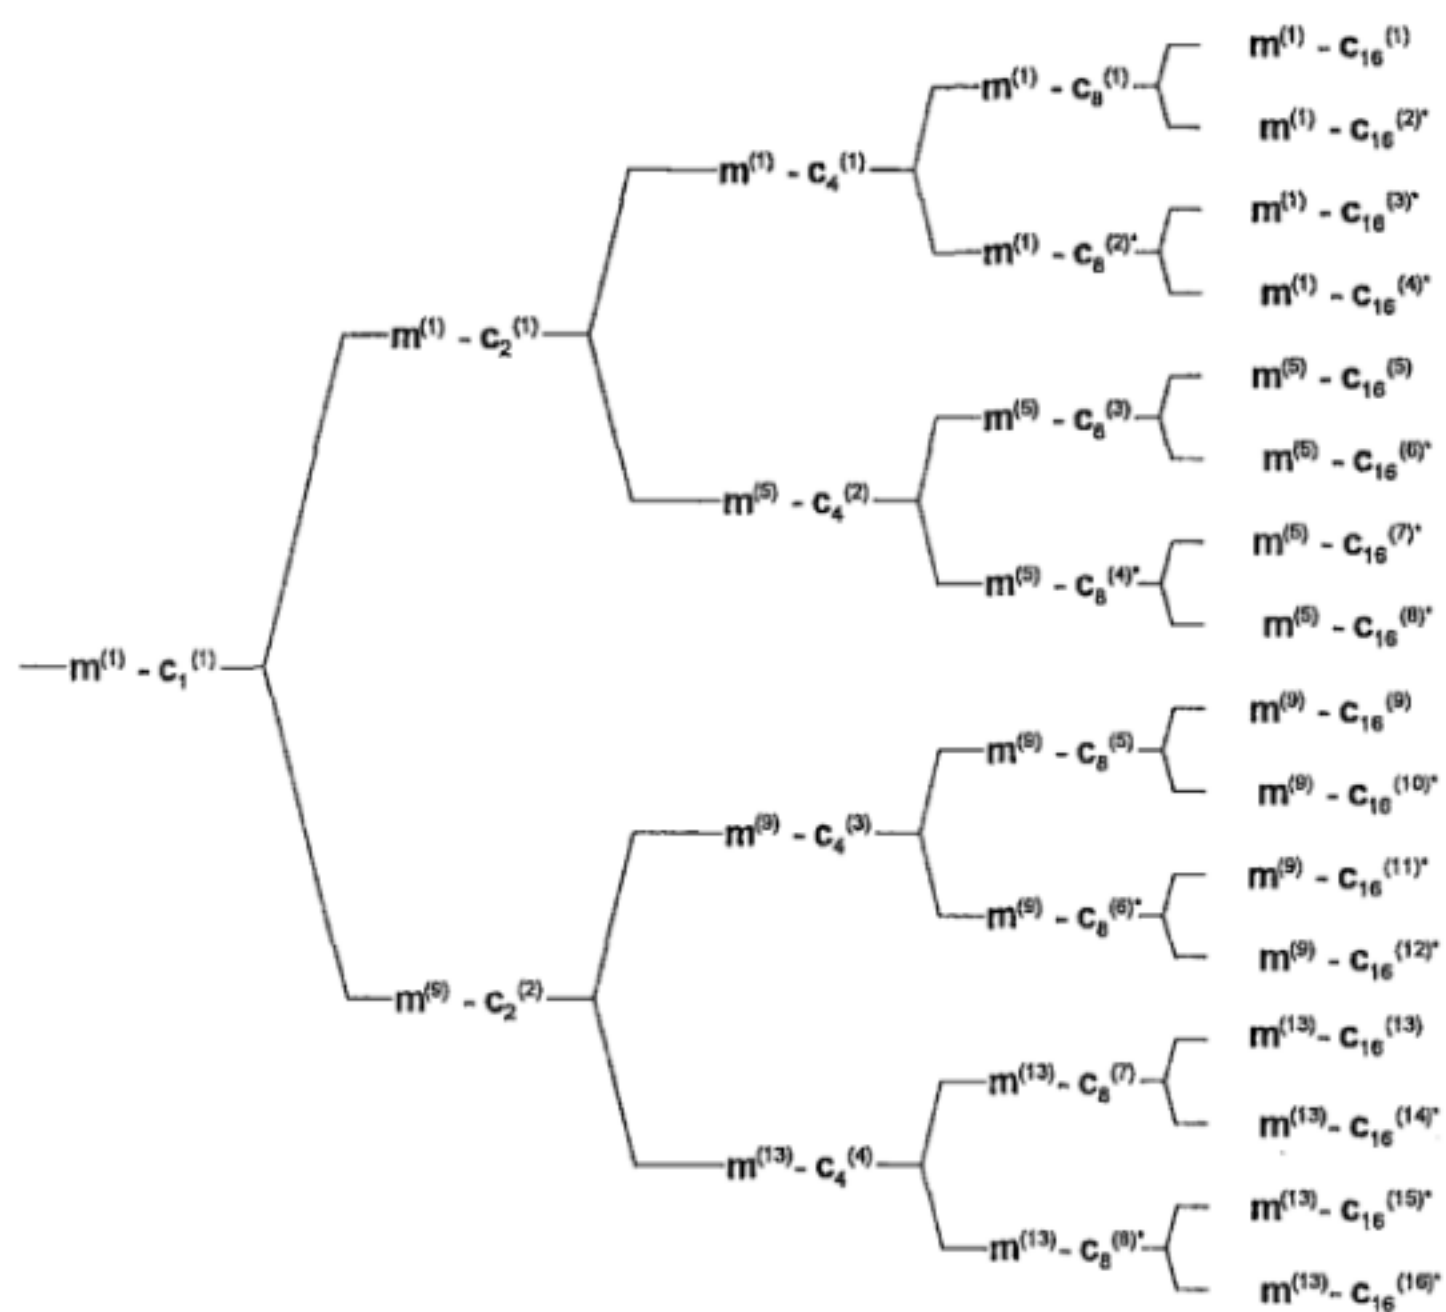 m⁽¹⁾ - c₁⁽¹⁾
m⁽¹⁾ - c₂⁽¹⁾
m⁽⁹⁾ - c₂⁽²⁾
m⁽¹⁾ - c₄⁽¹⁾
m⁽⁵⁾ - c₄⁽²⁾
m⁽⁹⁾ - c₄⁽³⁾
m⁽¹³⁾ - c₄⁽⁴⁾
m⁽¹⁾ - c₈⁽¹⁾
m⁽¹⁾ - c₈⁽²⁾*
m⁽⁵⁾ - c₈⁽³⁾
m⁽⁵⁾ - c₈⁽⁴⁾*
m⁽⁹⁾ - c₈⁽⁵⁾
m⁽⁹⁾ - c₈⁽⁶⁾*
m⁽¹³⁾ - c₈⁽⁷⁾
m⁽¹³⁾ - c₈⁽⁸⁾*
m⁽¹⁾ - c₁₆⁽¹⁾
m⁽¹⁾ - c₁₆⁽²⁾*
m⁽¹⁾ - c₁₆⁽³⁾*
m⁽¹⁾ - c₁₆⁽⁴⁾*
m⁽⁵⁾ - c₁₆⁽⁵⁾
m⁽⁵⁾ - c₁₆⁽⁶⁾*
m⁽⁵⁾ - c₁₆⁽⁷⁾*
m⁽⁵⁾ - c₁₆⁽⁸⁾*
m⁽⁹⁾ - c₁₆⁽⁹⁾
m⁽⁹⁾ - c₁₆⁽¹⁰⁾*
m⁽⁹⁾ - c₁₆⁽¹¹⁾*
m⁽⁹⁾ - c₁₆⁽¹²⁾*
m⁽¹³⁾ - c₁₆⁽¹³⁾
m⁽¹³⁾ - c₁₆⁽¹⁴⁾*
m⁽¹³⁾ - c₁₆⁽¹⁵⁾*
m⁽¹³⁾ - c₁₆⁽¹⁶⁾*